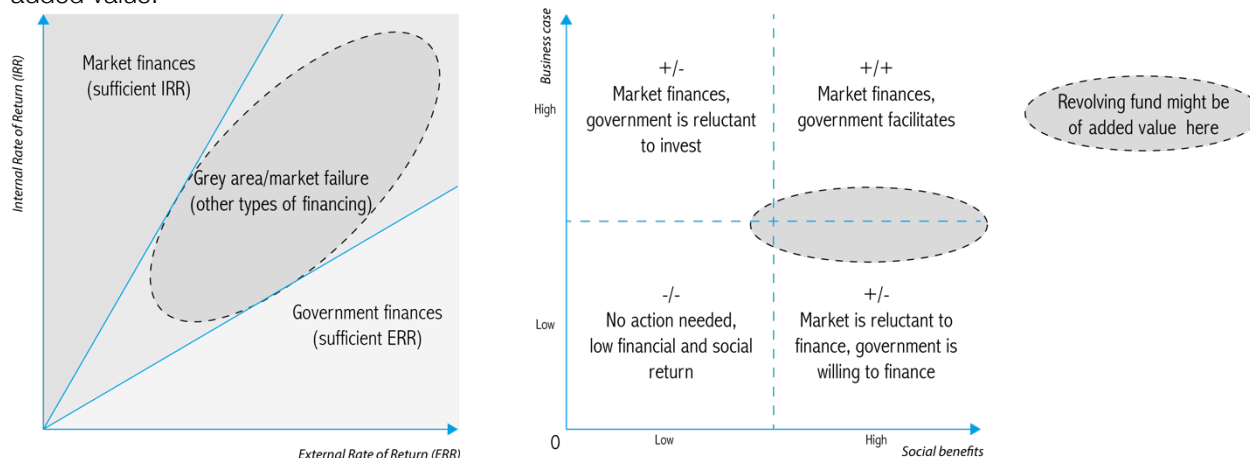 added value.
Internal Rate of Return (IRR)
Market finances
(sufficient IRR)
Grey area/market failure
(other types of financing)
Government finances
(sufficient ERR)
External Rate of Return (ERR)
Business case
High
Low
+/-
Market finances,
government is reluctant
to invest
+/+
Market finances,
government facilitates
-/-
No action needed,
low financial and social
return
+/-
Market is reluctant to
finance, government is
willing to finance
0
Low
High
Social benefits
Revolving fund might be
of added value here